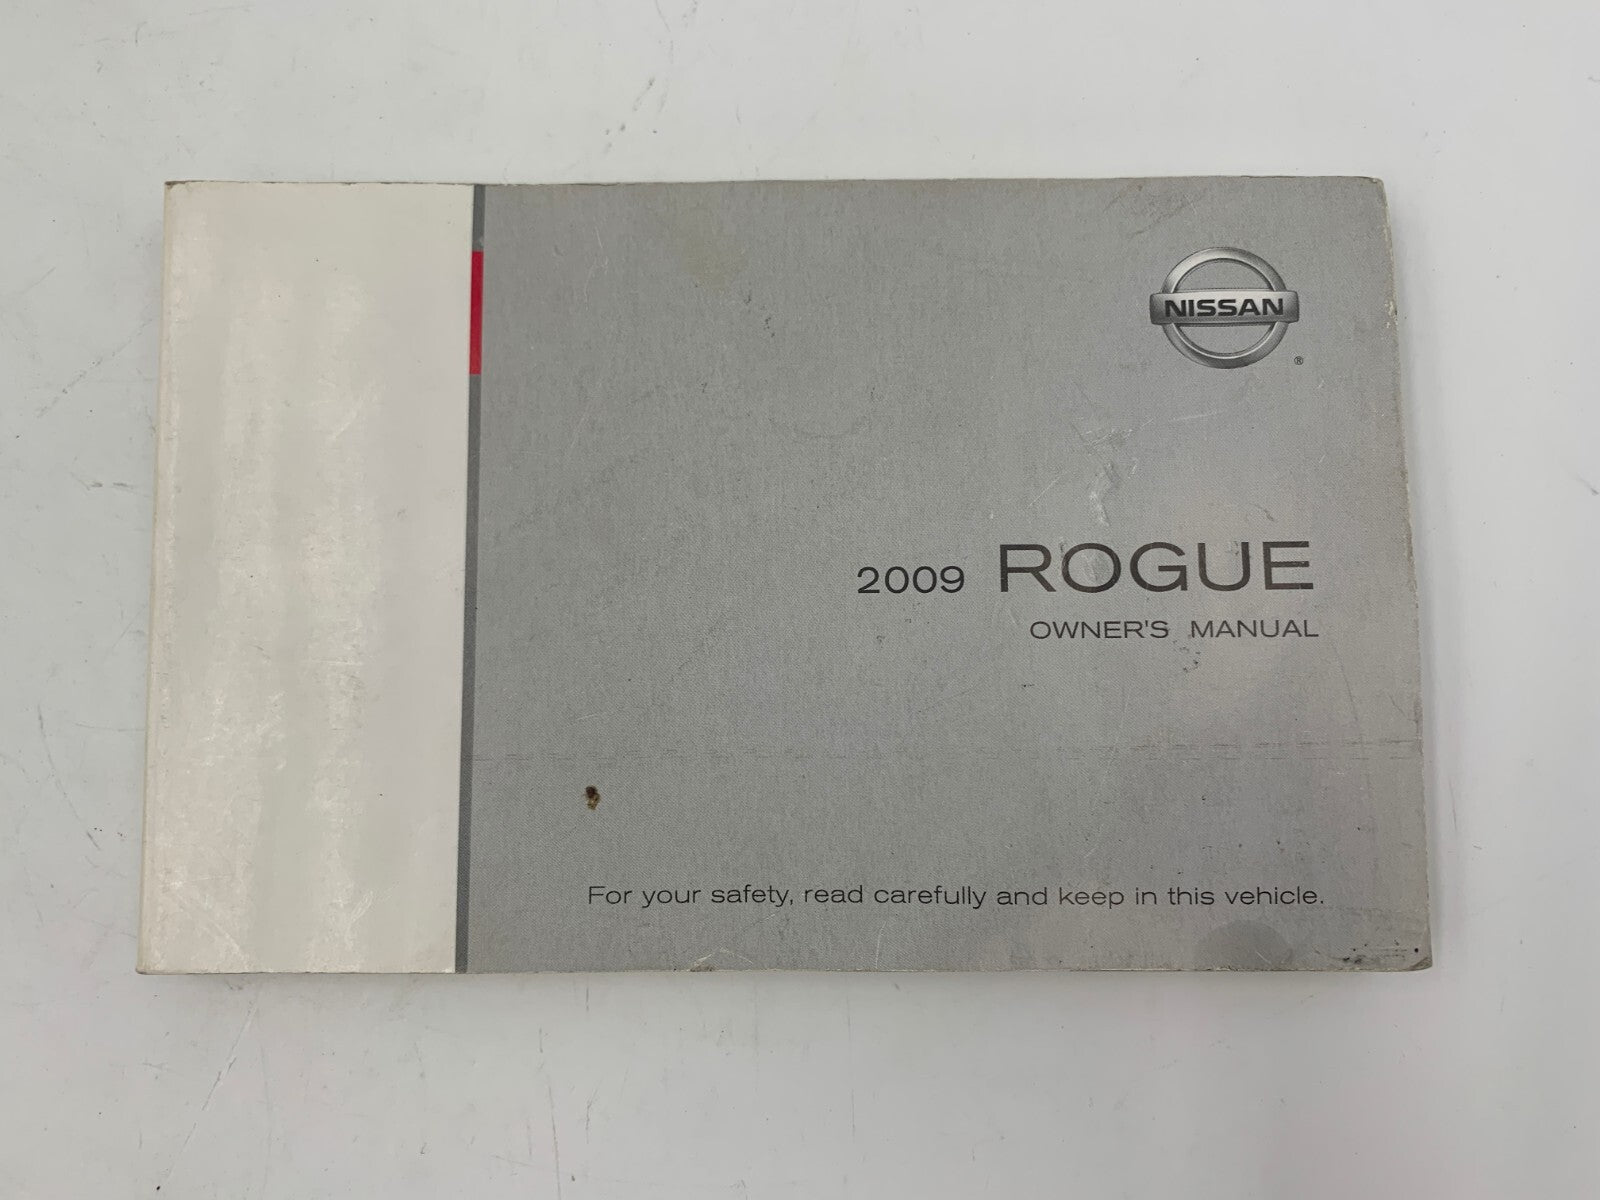 NISSAN
®
2009 ROGUE
OWNER'S MANUAL
For your safety, read carefully and keep in this vehicle.